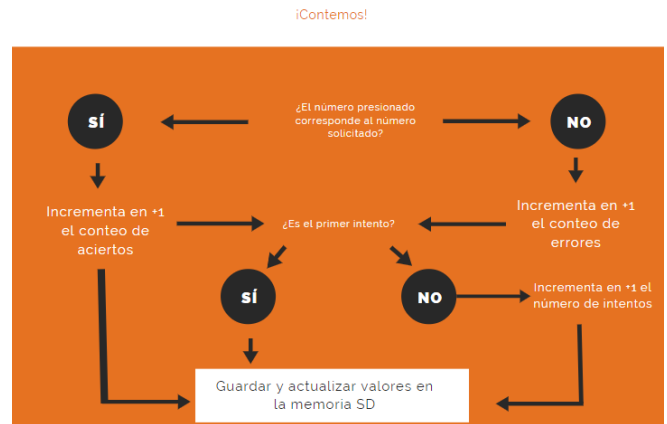 ¡Contemos!
¿El número presionado
corresponde al número
solicitado?
SÍ
NO
Incrementa en +1
el conteo de
aciertos
¿Es el primer intento?
Incrementa en +1
el conteo de
errores
SÍ
NO
Incrementa en +1 el
número de intentos
Guardar y actualizar valores en
la memoria SD